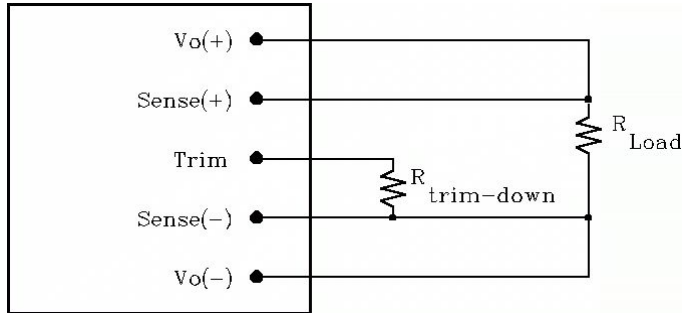 Vo(+)
Sense(+)
R
Load
Trim
R
trim-down
Sense(-)
Vo(-)